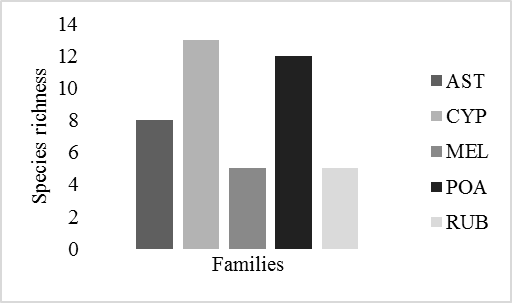 14
12
10
8
6
4
2
0
Species richness
Families
AST
CYP
MEL
POA
RUB